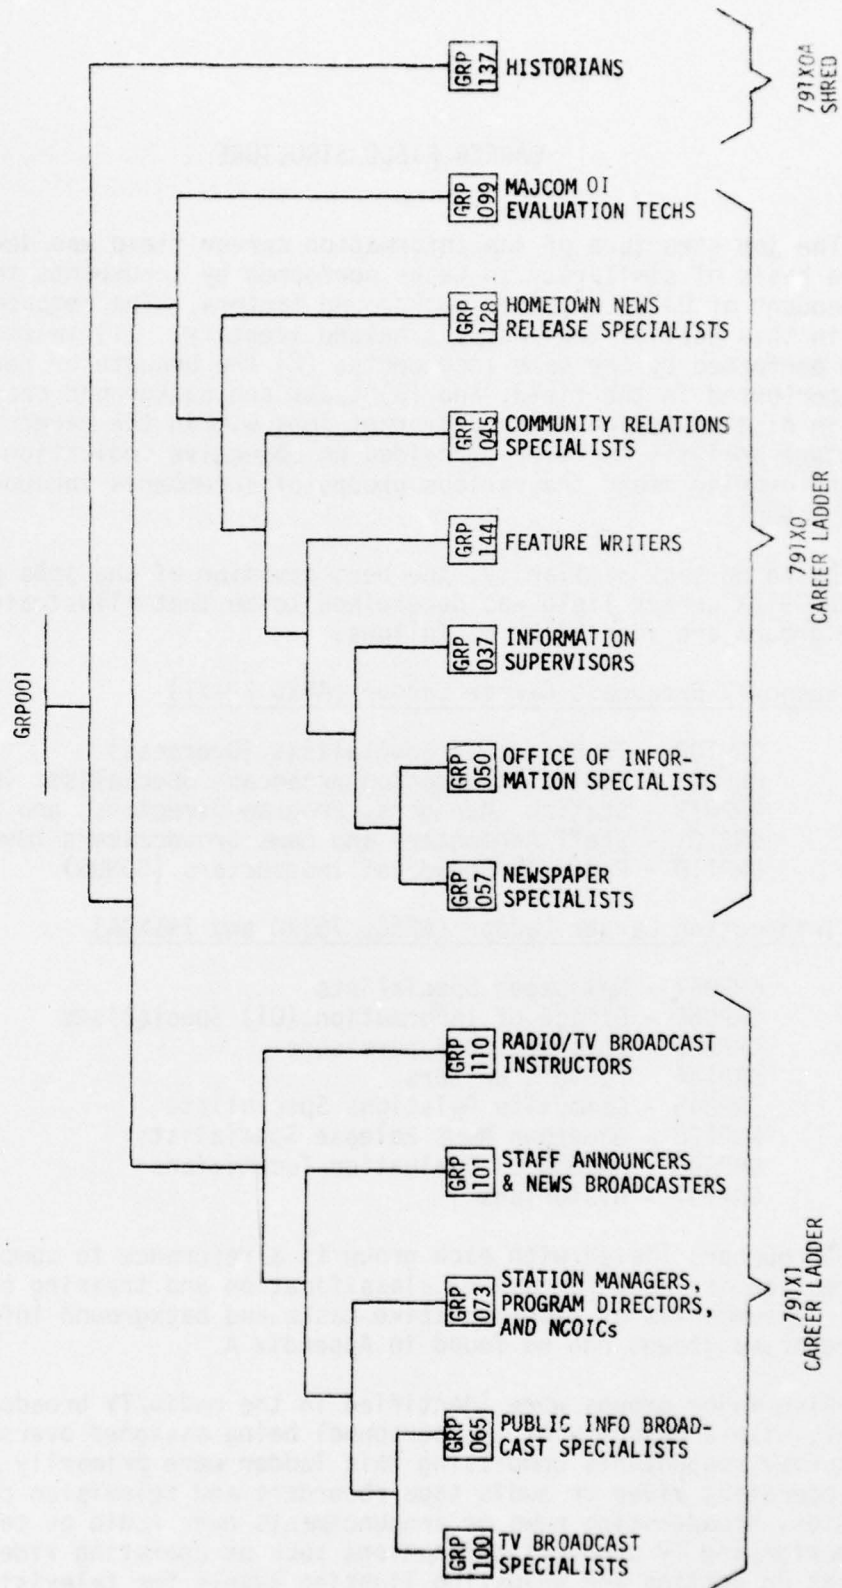 GRP001
GRP
137
HISTORIANS
791X0A
SHRED
GRP
099
MAJCOM OI
EVALUATION TECHS
GRP
128
HOMETOWN NEWS
RELEASE SPECIALISTS
GRP
045
COMMUNITY RELATIONS
SPECIALISTS
GRP
144
FEATURE WRITERS
GRP
037
INFORMATION
SUPERVISORS
GRP
050
OFFICE OF INFOR-
MATION SPECIALISTS
GRP
057
NEWSPAPER
SPECIALISTS
791X0
CAREER LADDER
GRP
110
RADIO/TV BROADCAST
INSTRUCTORS
GRP
101
STAFF ANNOUNCERS
& NEWS BROADCASTERS
GRP
073
STATION MANAGERS,
PROGRAM DIRECTORS,
AND NCOICs
GRP
065
PUBLIC INFO BROAD-
CAST SPECIALISTS
GRP
100
TV BROADCAST
SPECIALISTS
791X1
CAREER LADDER